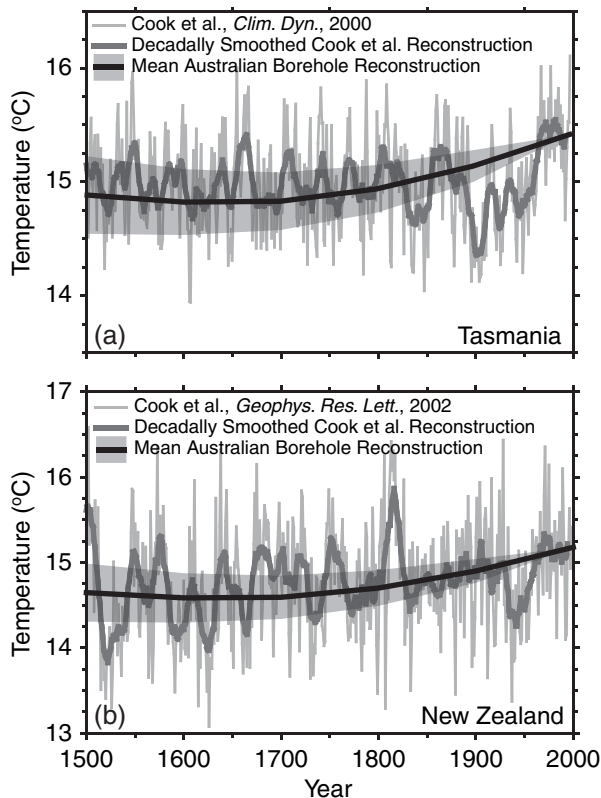 Cook et al., Clim. Dyn., 2000
Decadally Smoothed Cook et al. Reconstruction
Mean Australian Borehole Reconstruction
16
15
14
Temperature (ºC)
(a)
Tasmania
17
Cook et al., Geophys. Res. Lett., 2002
Decadally Smoothed Cook et al. Reconstruction
Mean Australian Borehole Reconstruction
16
15
14
13
Temperature (ºC)
(b)
New Zealand
1500 1600 1700 1800 1900 2000
Year